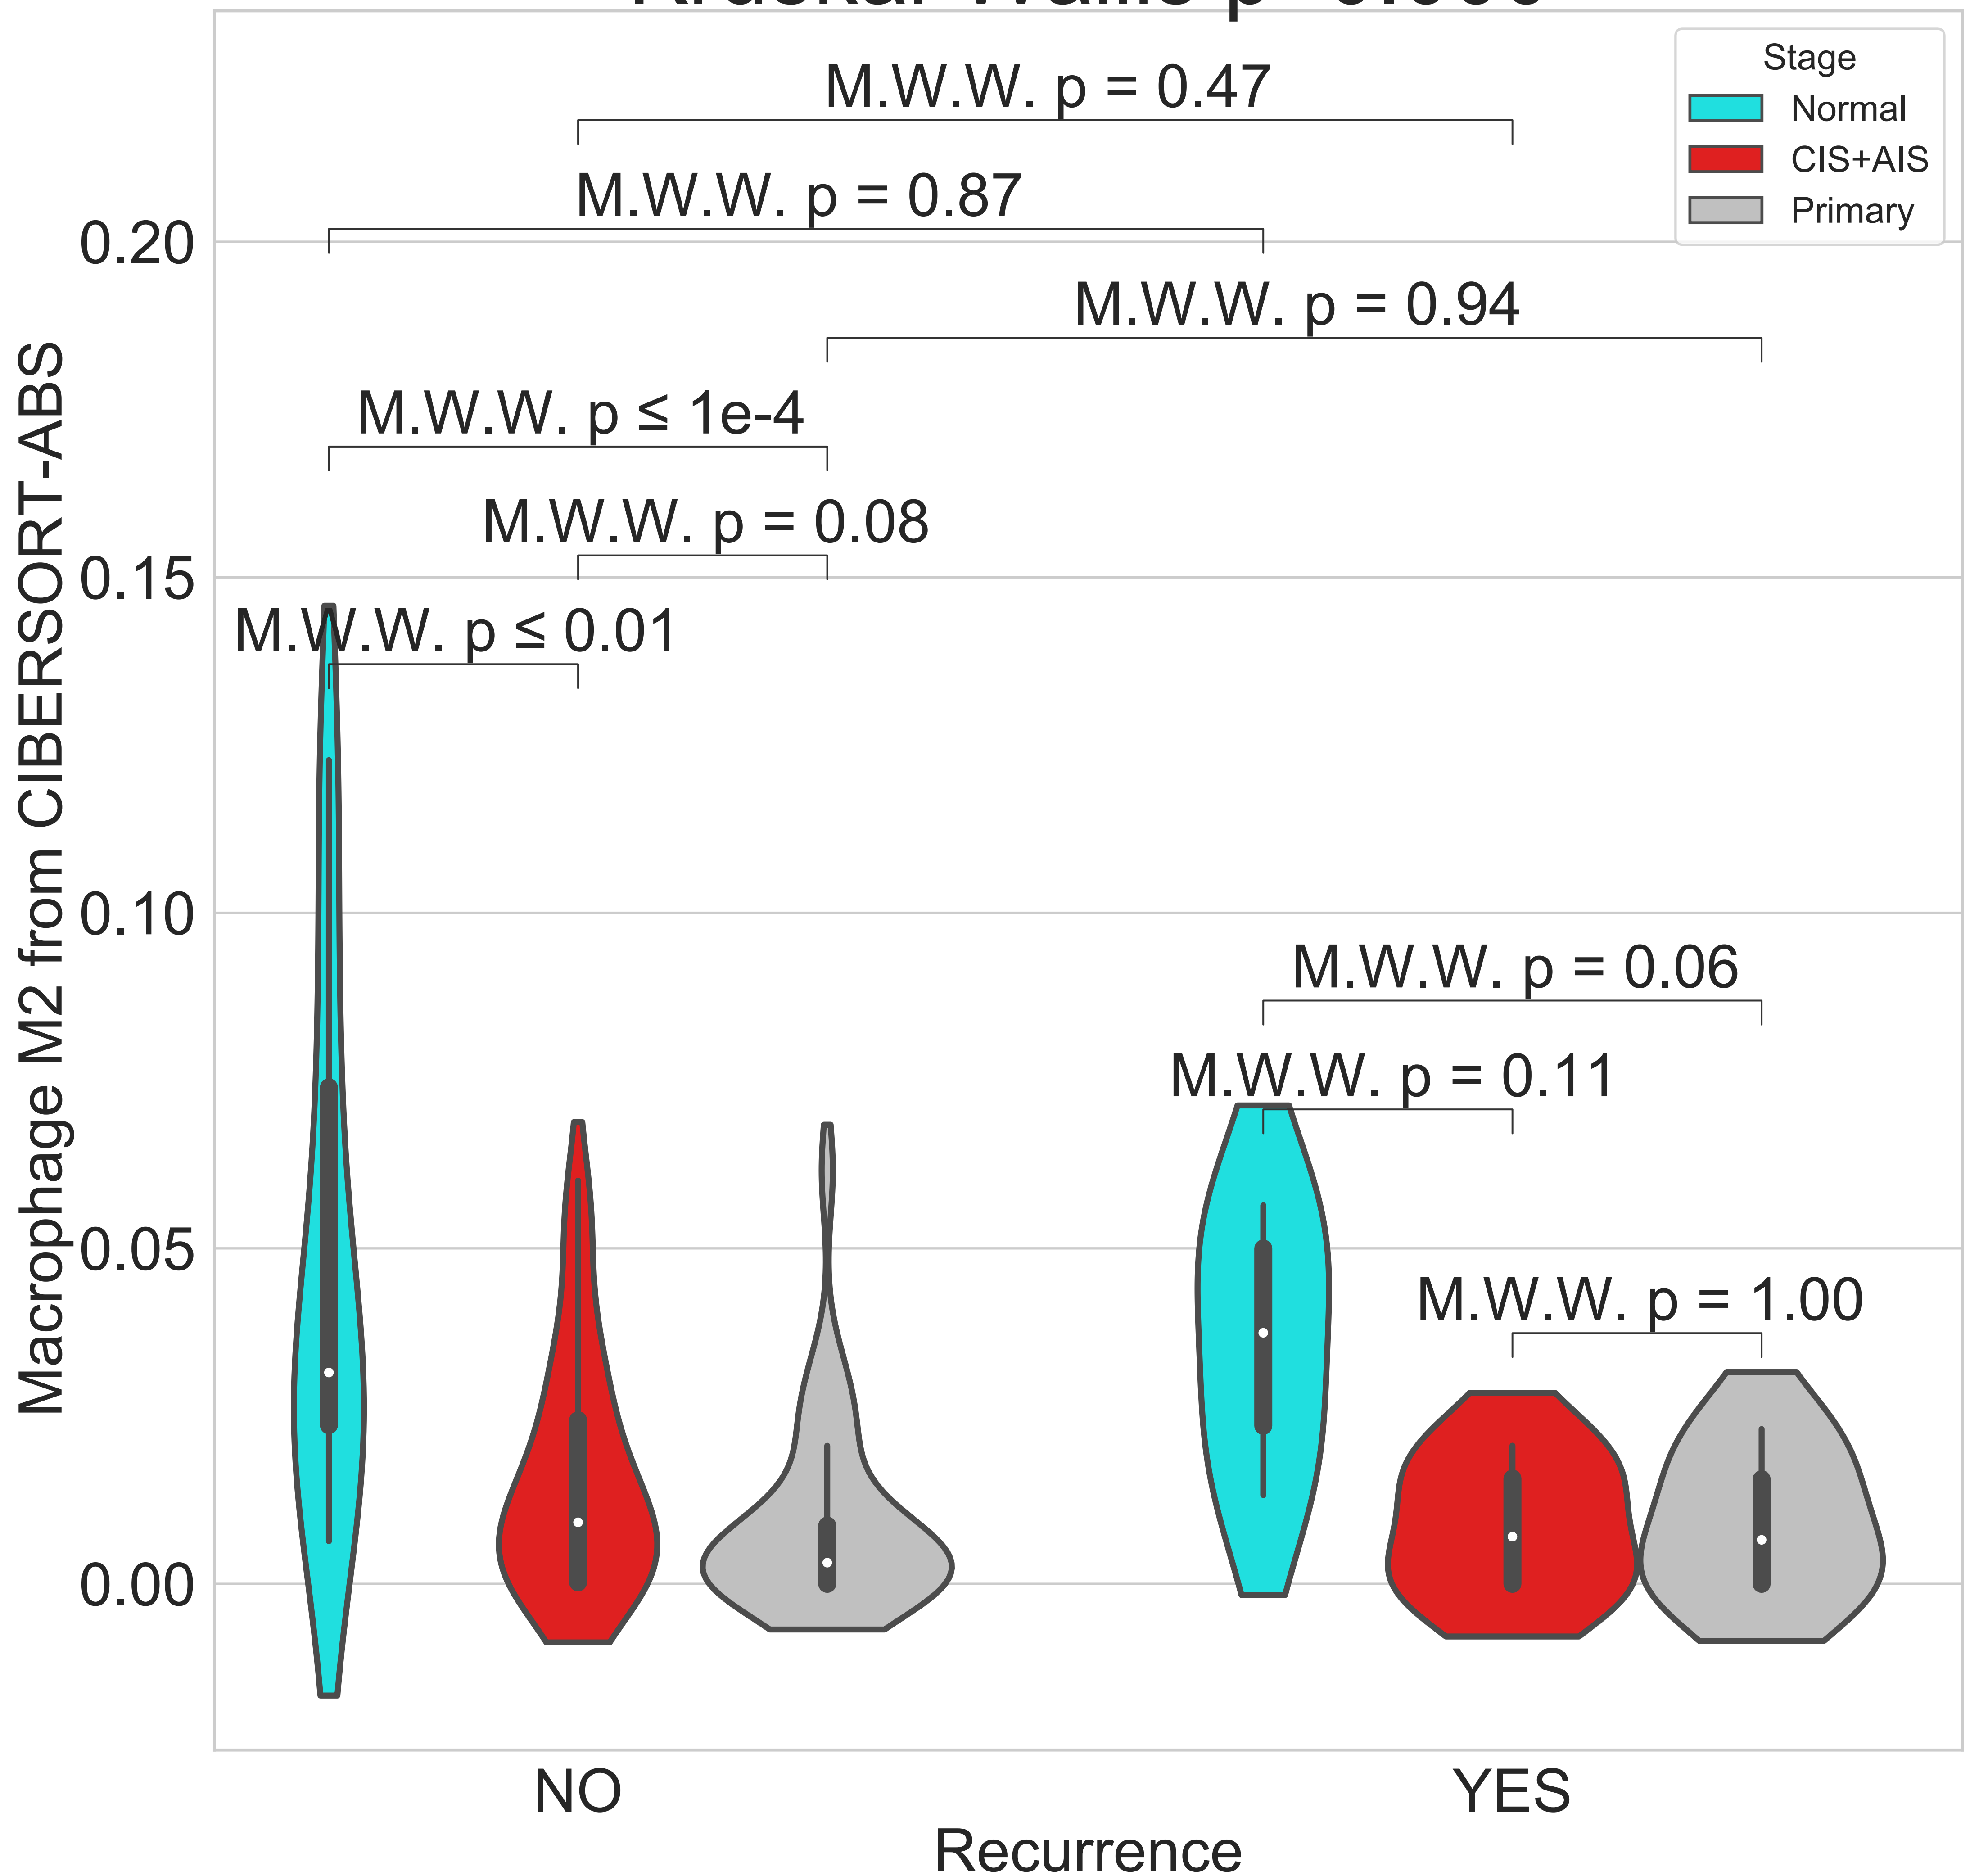 Stage
Normal
CIS+AIS
Primary
M.W.W. p = 0.47
M.W.W. p = 0.87
M.W.W. p = 0.94
M.W.W. p ≤ 1e-4
M.W.W. p = 0.08
M.W.W. p ≤ 0.01
M.W.W. p = 0.06
M.W.W. p = 0.11
M.W.W. p = 1.00
Macrophage M2 from CIBERSORT-ABS
0.20
0.15
0.10
0.05
0.00
NO
YES
Recurrence